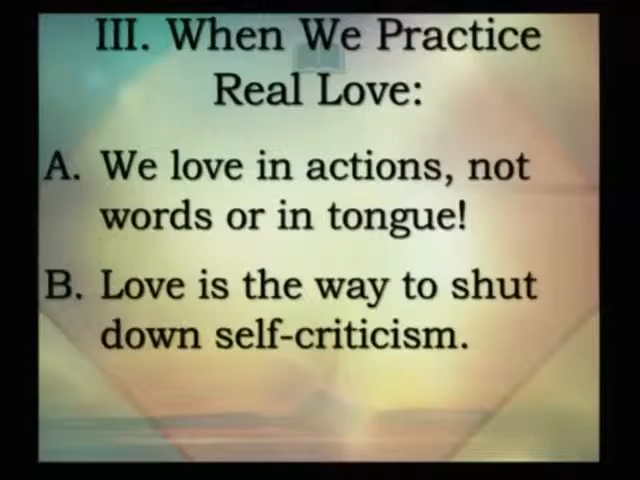 III. When We Practice
Real Love:
A. We love in actions, not
words or in tongue!
B. Love is the way to shut
down self-criticism.